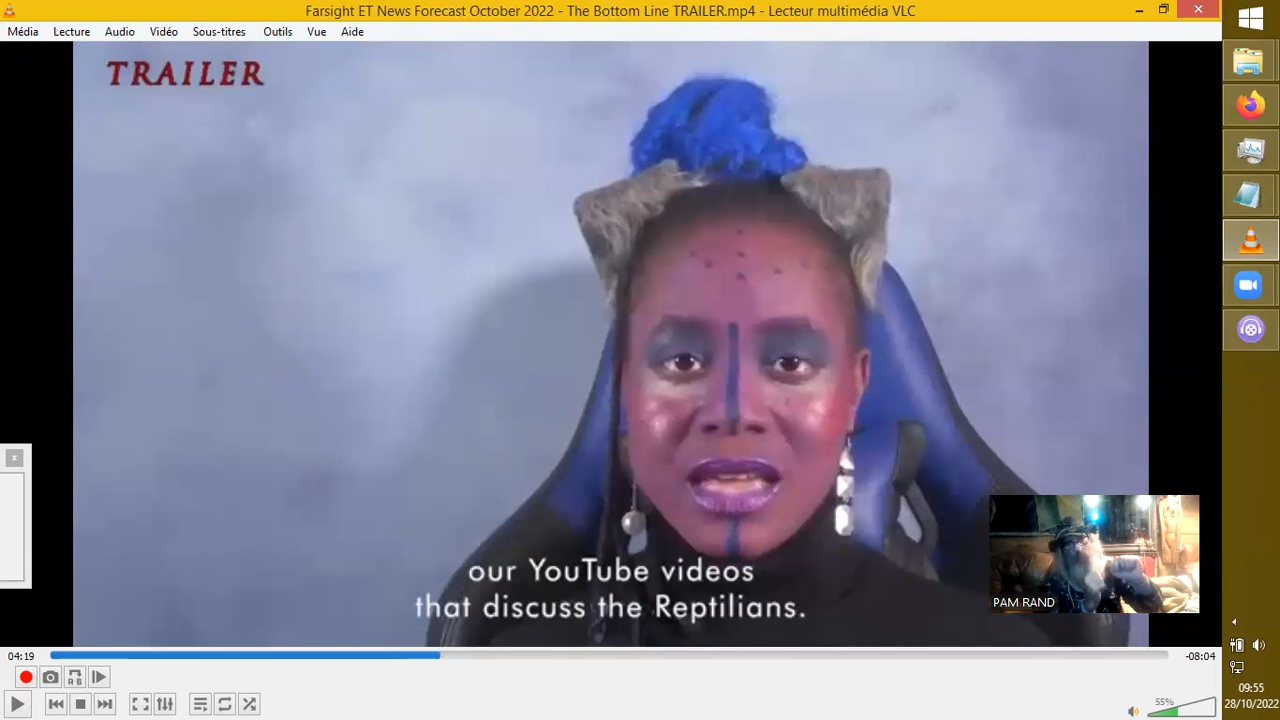 Farsight ET News Forecast October 2022 - The Bottom Line TRAILER.mp4 - Lecteur multimédia VLC
Média Lecture Audio Vidéo Sous-titres Outils Vue Aide
TRAILER
our YouTube videos
that discuss the Reptilians.
PAM RAND
04:19
-08:04
55%
09:55
28/10/2022